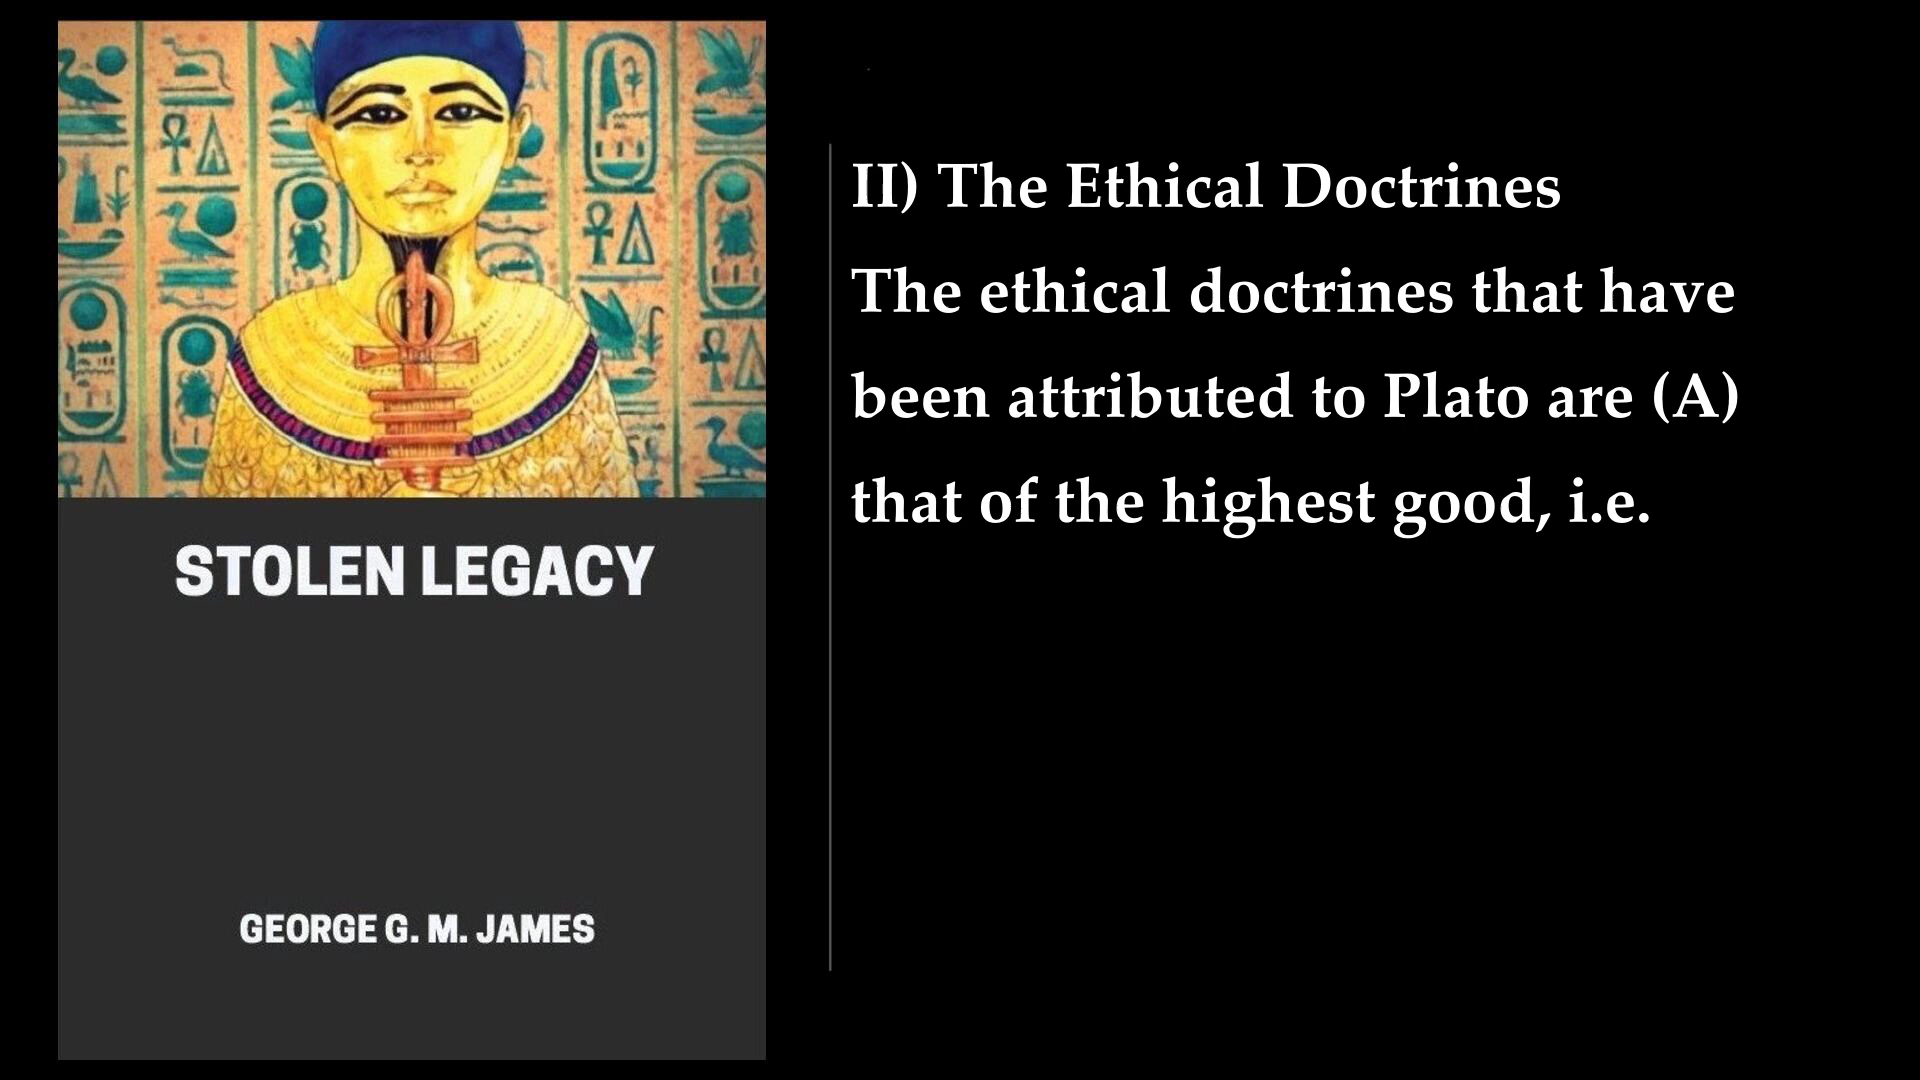 STOLEN LEGACY
GEORGE G. M. JAMES
II) The Ethical Doctrines
The ethical doctrines that have
been attributed to Plato are (A)
that of the highest good, i.e.